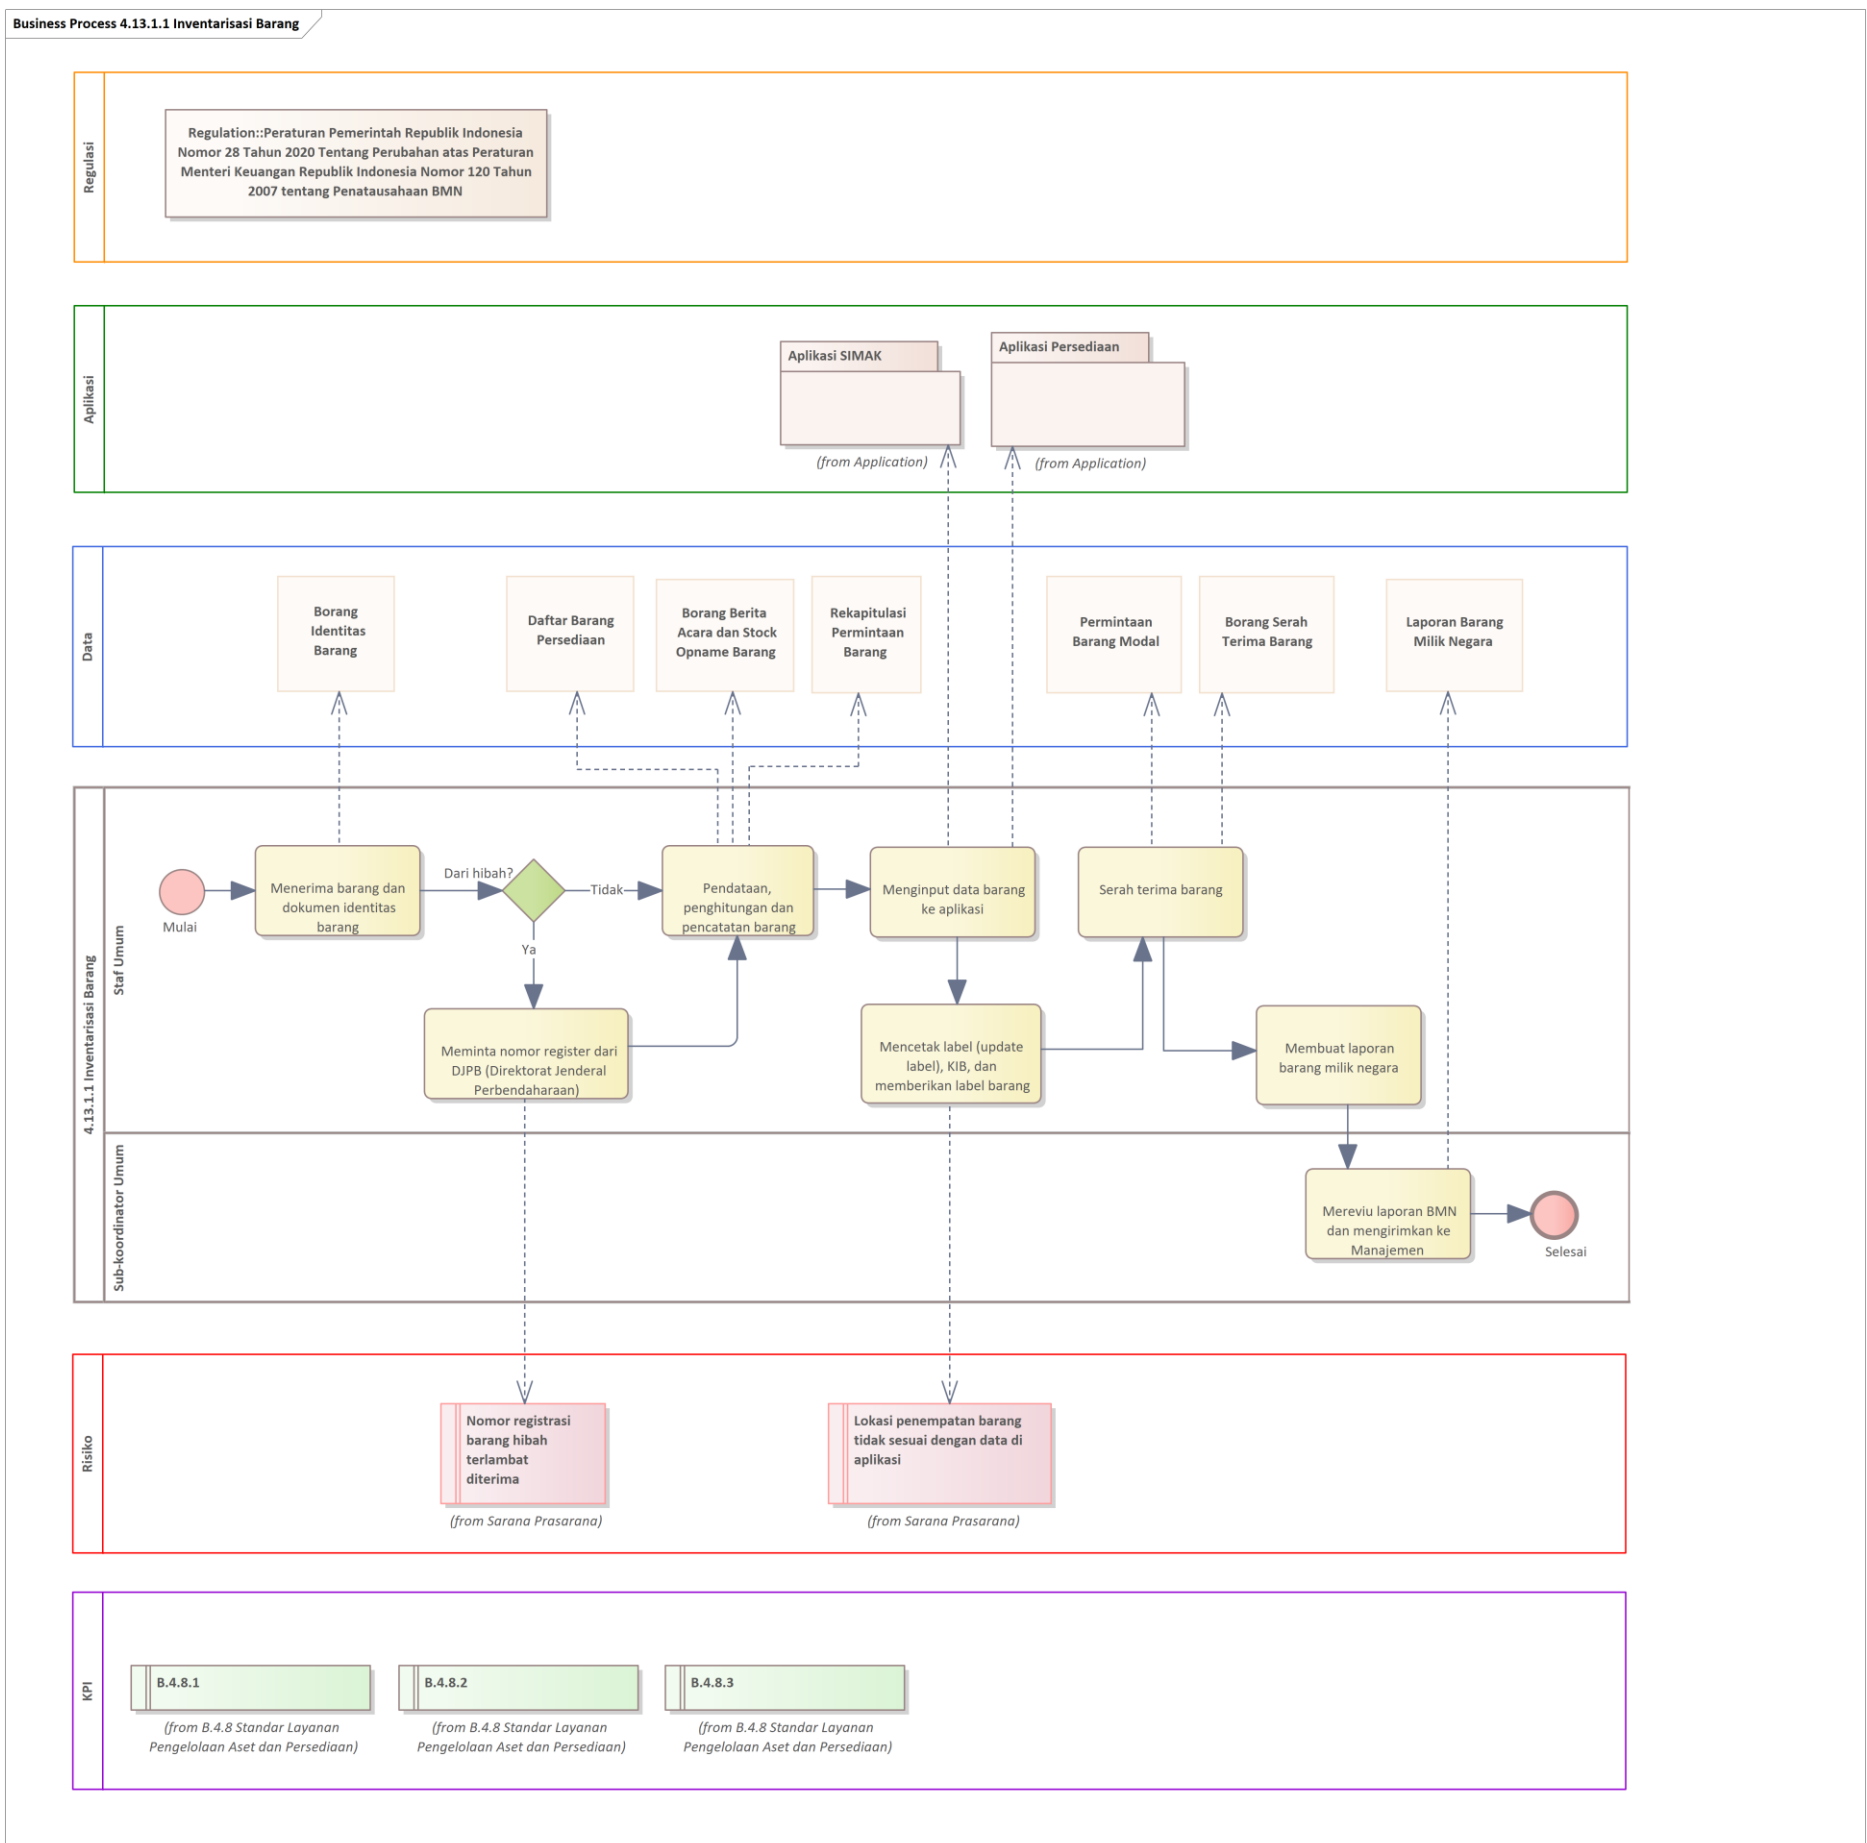 Business Process 4.13.1.1 Inventarisasi Barang
Regulasi
Regulation::Peraturan Pemerintah Republik Indonesia
Nomor 28 Tahun 2020 Tentang Perubahan atas Peraturan
Menteri Keuangan Republik Indonesia Nomor 120 Tahun
2007 tentang Penatausahaan BMN
Aplikasi
Aplikasi SIMAK
(from Application)
Aplikasi Persediaan
(from Application)
Data
Borang
Identitas
Barang
Daftar Barang
Persediaan
Borang Berita
Acara dan Stock
Opname Barang
Rekapitulasi
Permintaan
Barang
Permintaan
Barang Modal
Borang Serah
Terima Barang
Laporan Barang
Milik Negara
4.13.1.1 Inventarisasi Barang
Staf Umum
Mulai
Menerima barang dan
dokumen identitas
barang
Dari hibah?
Tidak
Ya
Pendataan,
penghitungan dan
pencatatan barang
Menginput data barang
ke aplikasi
Serah terima barang
Meminta nomor register dari
DJPB (Direktorat Jenderal
Perbendaharaan)
Mencetak label (update
label), KIB, dan
memberikan label barang
Membuat laporan
barang milik negara
Sub-koordinator Umum
Mereviu laporan BMN
dan mengirimkan ke
Manajemen
Selesai
Risiko
Nomor registrasi
barang hibah
terlambat
diterima
(from Sarana Prasarana)
Lokasi penempatan barang
tidak sesuai dengan data di
aplikasi
(from Sarana Prasarana)
KPI
B.4.8.1
(from B.4.8 Standar Layanan
Pengelolaan Aset dan Persediaan)
B.4.8.2
(from B.4.8 Standar Layanan
Pengelolaan Aset dan Persediaan)
B.4.8.3
(from B.4.8 Standar Layanan
Pengelolaan Aset dan Persediaan)